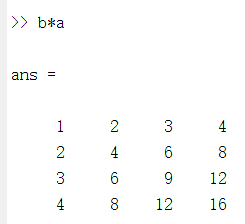 >> b*a
ans =
1 2 3 4
2 4 6 8
3 6 9 12
4 8 12 16